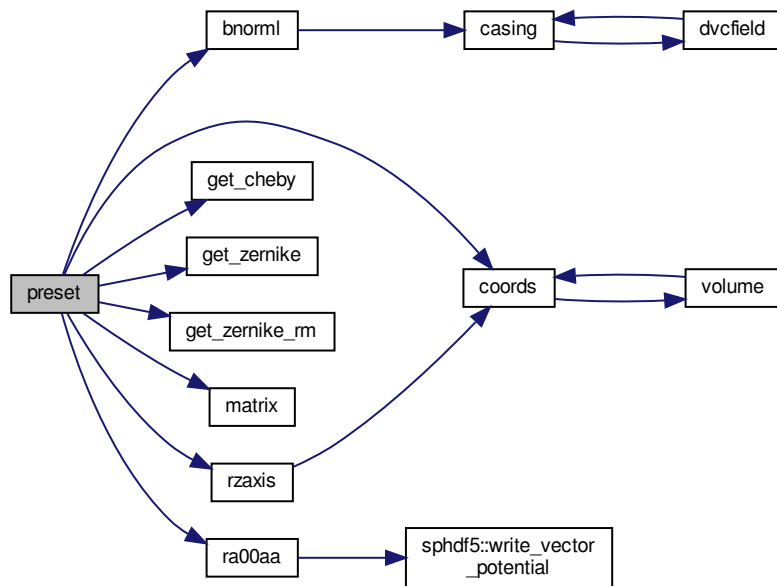 bnorml
casing
dvcfield
get_cheby
get_zernike
preset
coords
volume
get_zernike_rm
matrix
rzaxis
ra00aa
sphdf5::write_vector
_potential